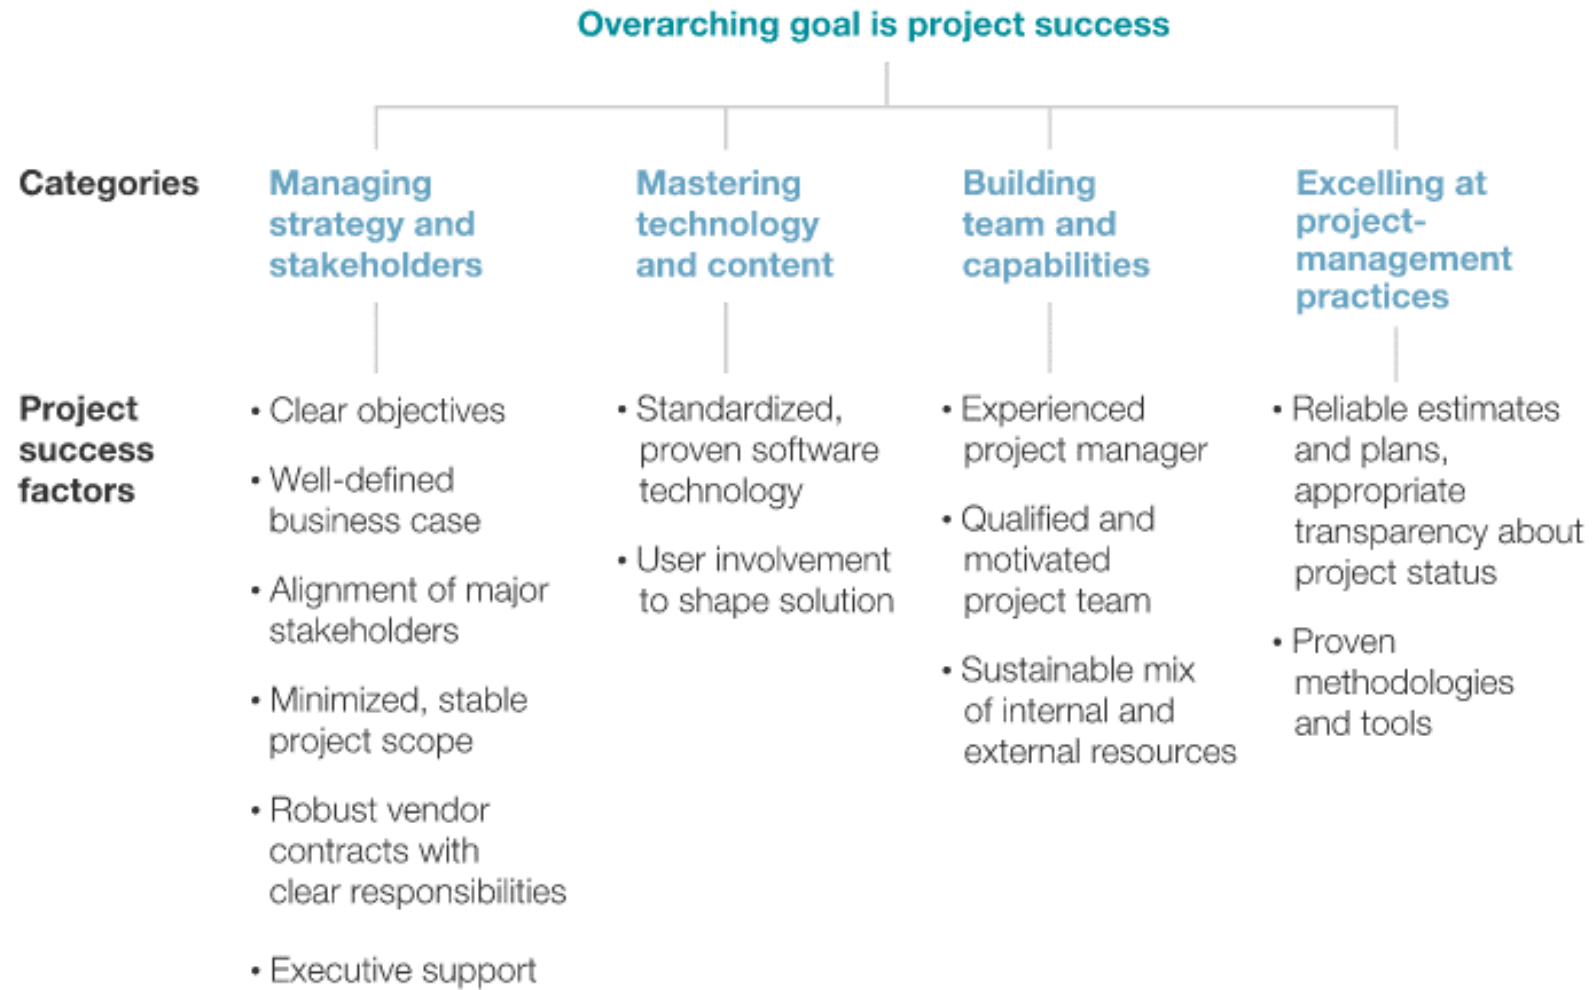 Overarching goal is project success
Categories
Managing
strategy and
stakeholders
Mastering
technology
and content
Building
team and
capabilities
Excelling at
project-
management
practices
Project
success
factors
• Clear objectives
• Well-defined
business case
• Alignment of major
stakeholders
• Minimized, stable
project scope
• Robust vendor
contracts with
clear responsibilities
• Executive support
• Standardized,
proven software
technology
• User involvement
to shape solution
• Experienced
project manager
• Qualified and
motivated
project team
• Sustainable mix
of internal and
external resources
• Reliable estimates
and plans,
appropriate
transparency about
project status
• Proven
methodologies
and tools